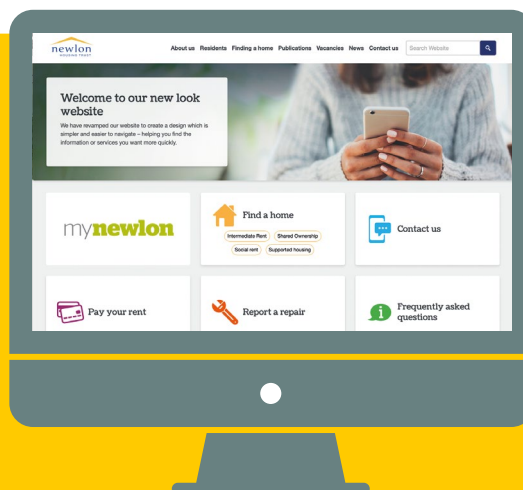 newlon
HOUSING TRUST
About us Residents Finding a home Publications Vacancies News Contact us
Search Website
Welcome to our new look
website
We have revamped our website to create a design which is
simpler and easier to navigate – helping you find the
information or services you want more quickly.
mynewlon
Find a home
Intermediate Rent Shared Ownership
Social rent Supported housing
Contact us
Pay your rent
Report a repair
Frequently asked
questions